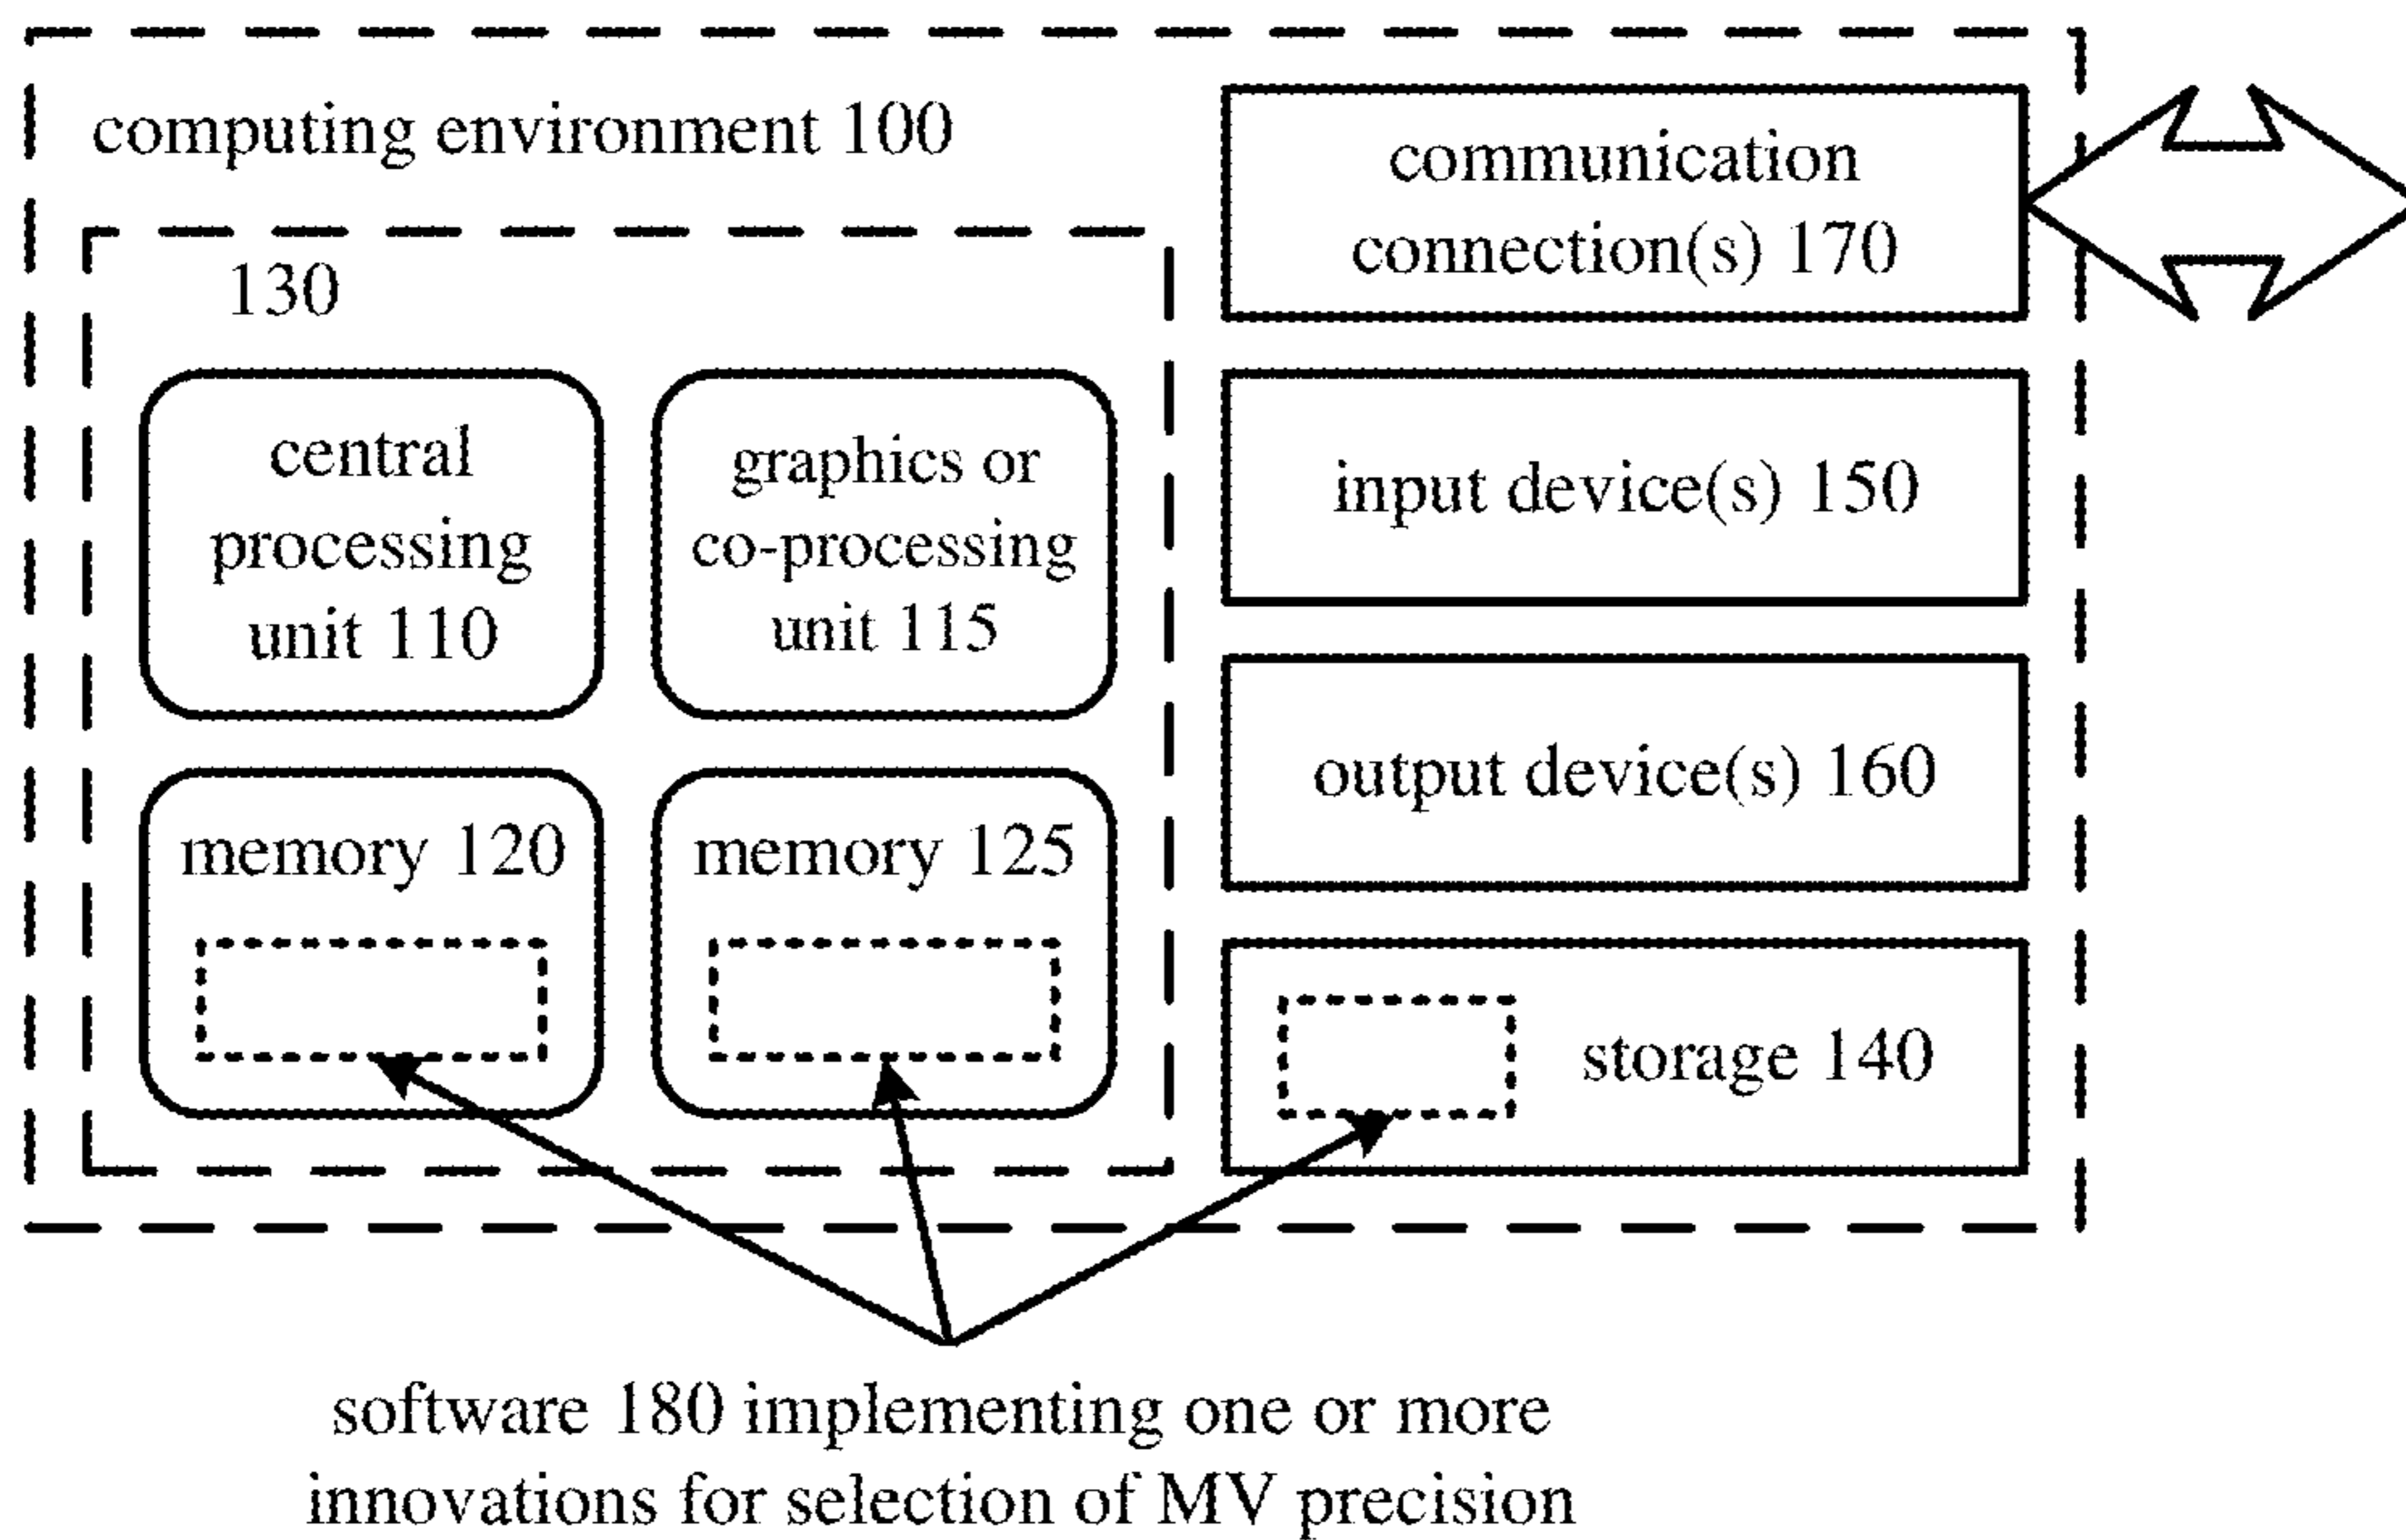 computing environment 100
130
central
processing
unit 110
graphics or
co-processing
unit 115
memory 120
memory 125
communication
connection(s) 170
input device(s) 150
output device(s) 160
storage 140
software 180 implementing one or more
innovations for selection of MV precision